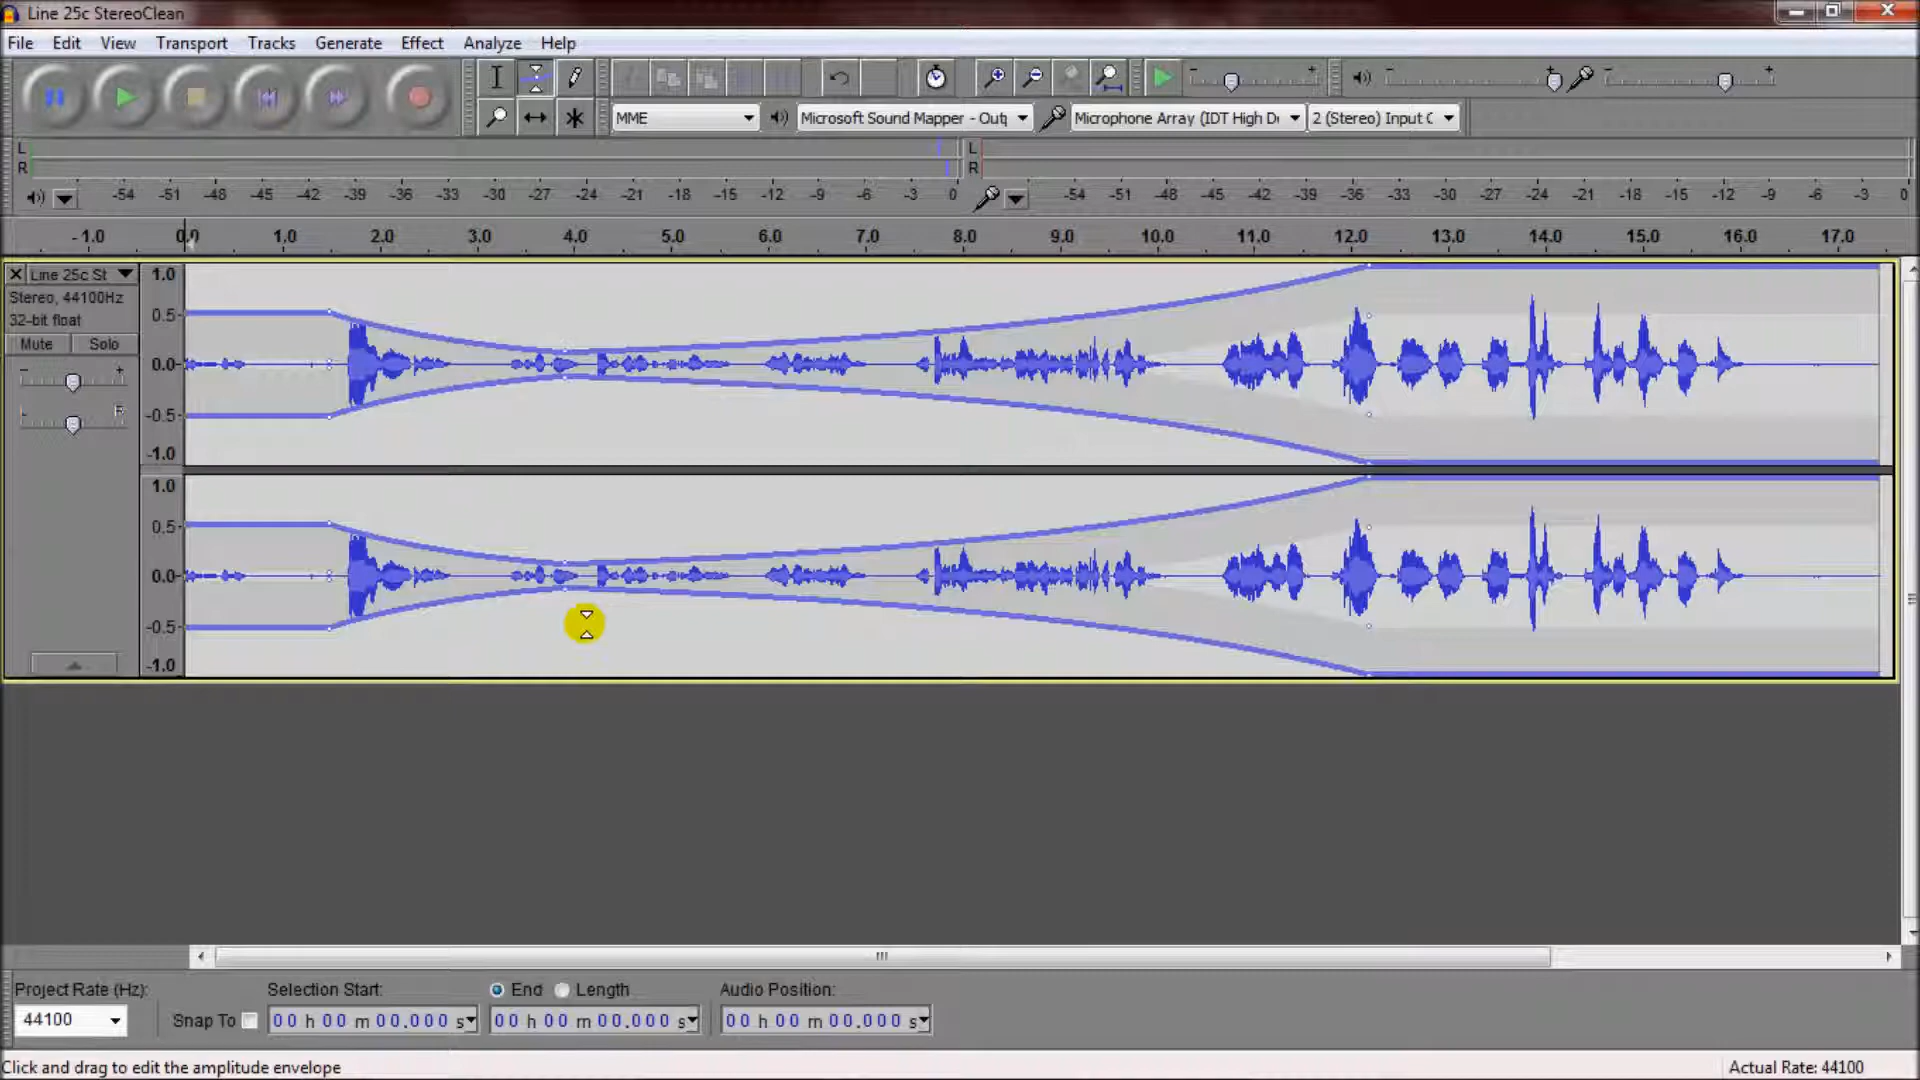 Line 25c StereoClean
File Edit View Transport Tracks Generate Effect Analyze Help
MME Microsoft Sound Mapper - Out Microphone Array (IDT High D 2 (Stereo) Input C
L L
R R
-54 -51 -48 -45 -42 -39 -36 -33 -30 -27 -24 -21 -18 -15 -12 -9 -6 -3 0 -54 -51 -48 -45 -42 -39 -36 -33 -30 -27 -24 -21 -18 -15 -12 -9 -6 -3 0
-1.0 0.0 1.0 2.0 3.0 4.0 5.0 6.0 7.0 8.0 9.0 10.0 11.0 12.0 13.0 14.0 15.0 16.0 17.0
Line 25c St 1.0
Stereo, 44100Hz
32-bit float 0.5
Mute Solo
- + 0.0
L R -0.5
-1.0
1.0
0.5
0.0
-0.5
-1.0
Project Rate (Hz): Selection Start: End Length Audio Position:
44100 Snap To 00 h 00 m 00.000 s 00 h 00 m 00.000 s 00 h 00 m 00.000 s
Click and drag to edit the amplitude envelope Actual Rate: 44100